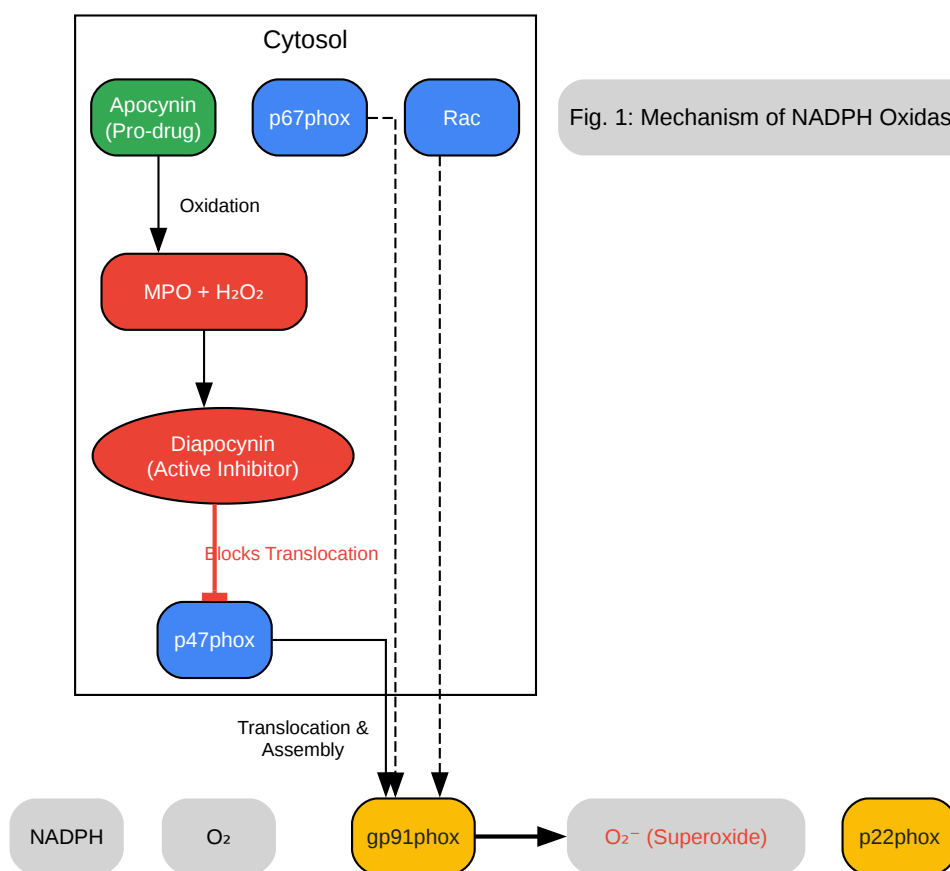 Cytosol
Apocynin
(Pro-drug)
p67phox
Rac
Fig. 1: Mechanism of NADPH Oxidas
Oxidation
MPO + H₂O₂
Diapocynin
(Active Inhibitor)
Blocks Translocation
p47phox
Translocation &
Assembly
NADPH
O₂
gp91phox
O₂⁻ (Superoxide)
p22phox